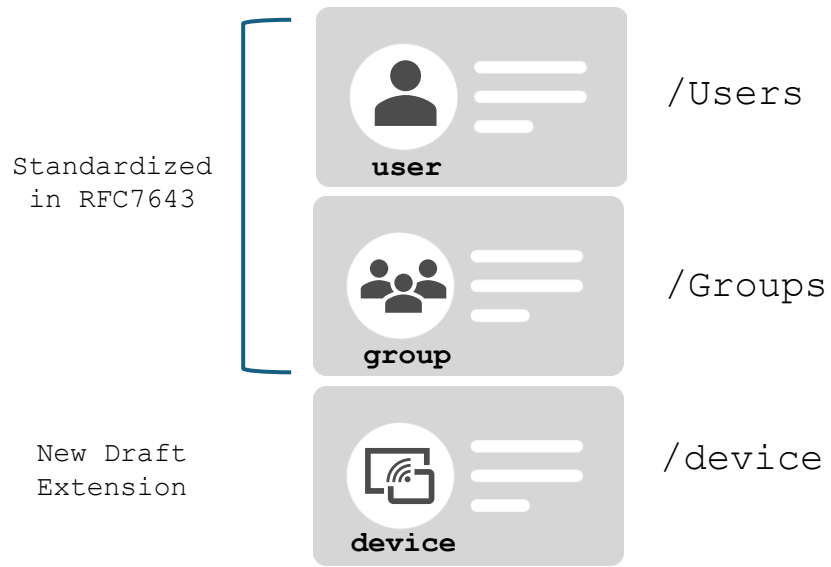 /Users
user
Standardized
in RFC7643
/Groups
group
New Draft
Extension
/device
device